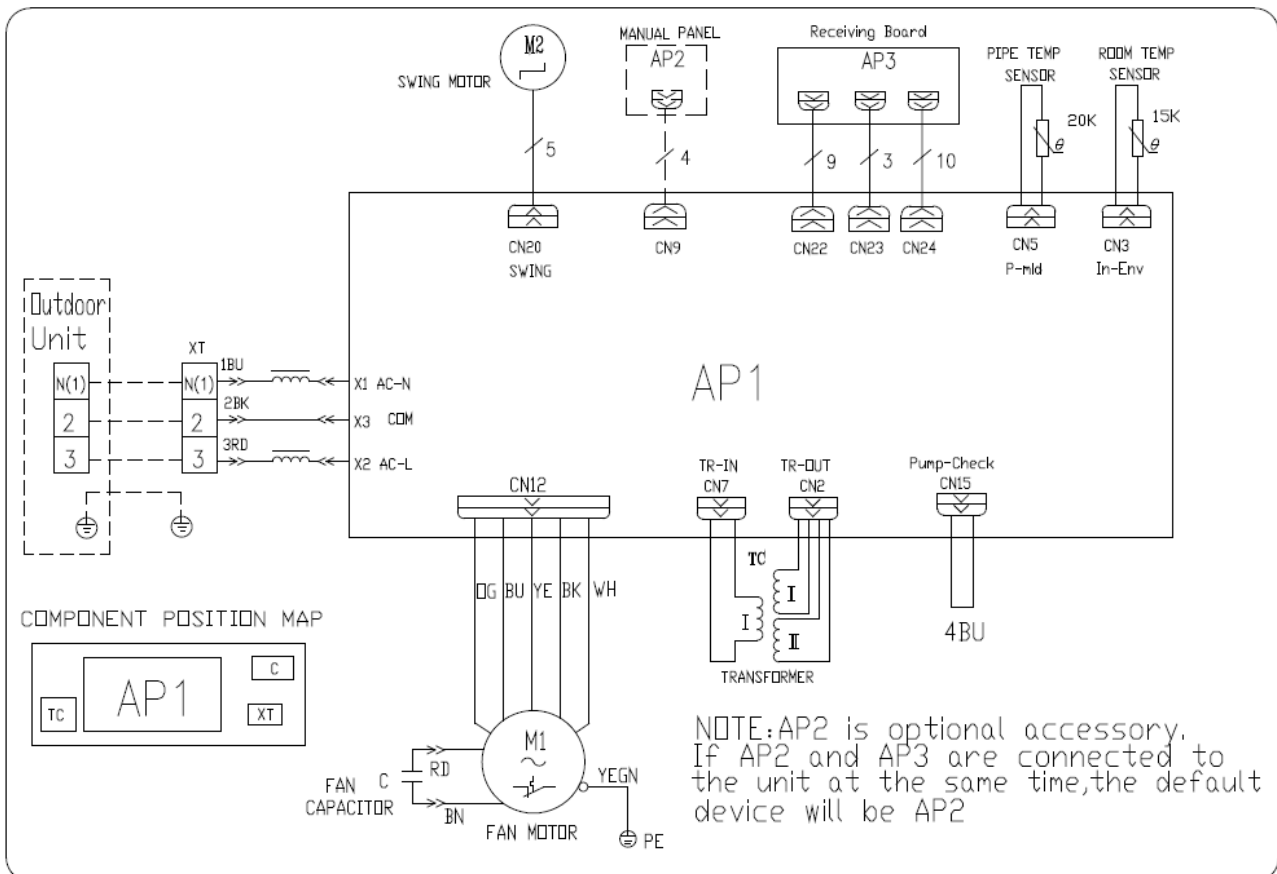 M2
SWING MOTOR
5
MANUAL PANEL
AP2
4
Receiving Board
AP3
9
3
10
PIPE TEMP
SENSOR
20K
θ
ROOM TEMP
SENSOR
15K
θ
CN20
SWING
CN9
CN22
CN23
CN24
CN5
P-mid
CN3
In-Env
Outdoor
Unit
N(1)
2
3
XT
N(1)
2
3
1BU
2BK
3RD
X1 AC-N
X3 COM
X2 AC-L
AP1
CN12
TR-IN
CN7
TR-OUT
CN2
Pump-Check
CN15
OG
BU
YE
BK
WH
TC
I
I
II
TRANSFORMER
4BU
COMPONENT POSITION MAP
TC
AP1
C
XT
M1
FAN
CAPACITOR
C
RD
BN
FAN MOTOR
YEGN
PE
NOTE:AP2 is optional accessory.
If AP2 and AP3 are connected to
the unit at the same time,the default
device will be AP2